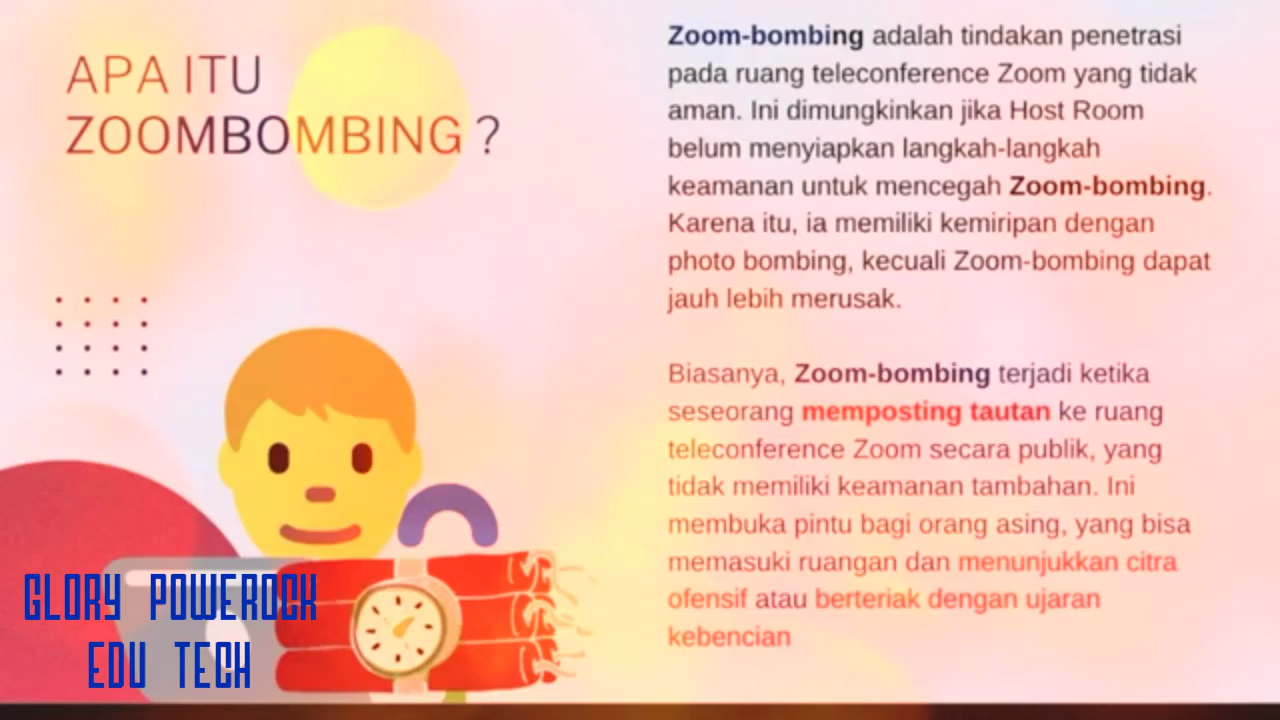 APA ITU
ZOOMBOMBING ?
Zoom-bombing adalah tindakan penetrasi
pada ruang teleconference Zoom yang tidak
aman. Ini dimungkinkan jika Host Room
belum menyiapkan langkah-langkah
keamanan untuk mencegah Zoom-bombing.
Karena itu, ia memiliki kemiripan dengan
photo bombing, kecuali Zoom-bombing dapat
jauh lebih merusak.
Biasanya, Zoom-bombing terjadi ketika
seseorang memposting tautan ke ruang
teleconference Zoom secara publik, yang
tidak memiliki keamanan tambahan. Ini
membuka pintu bagi orang asing, yang bisa
memasuki ruangan dan menunjukkan citra
ofensif atau berteriak dengan ujaran
kebencian
GLORY POWEROCK
EDU TECH